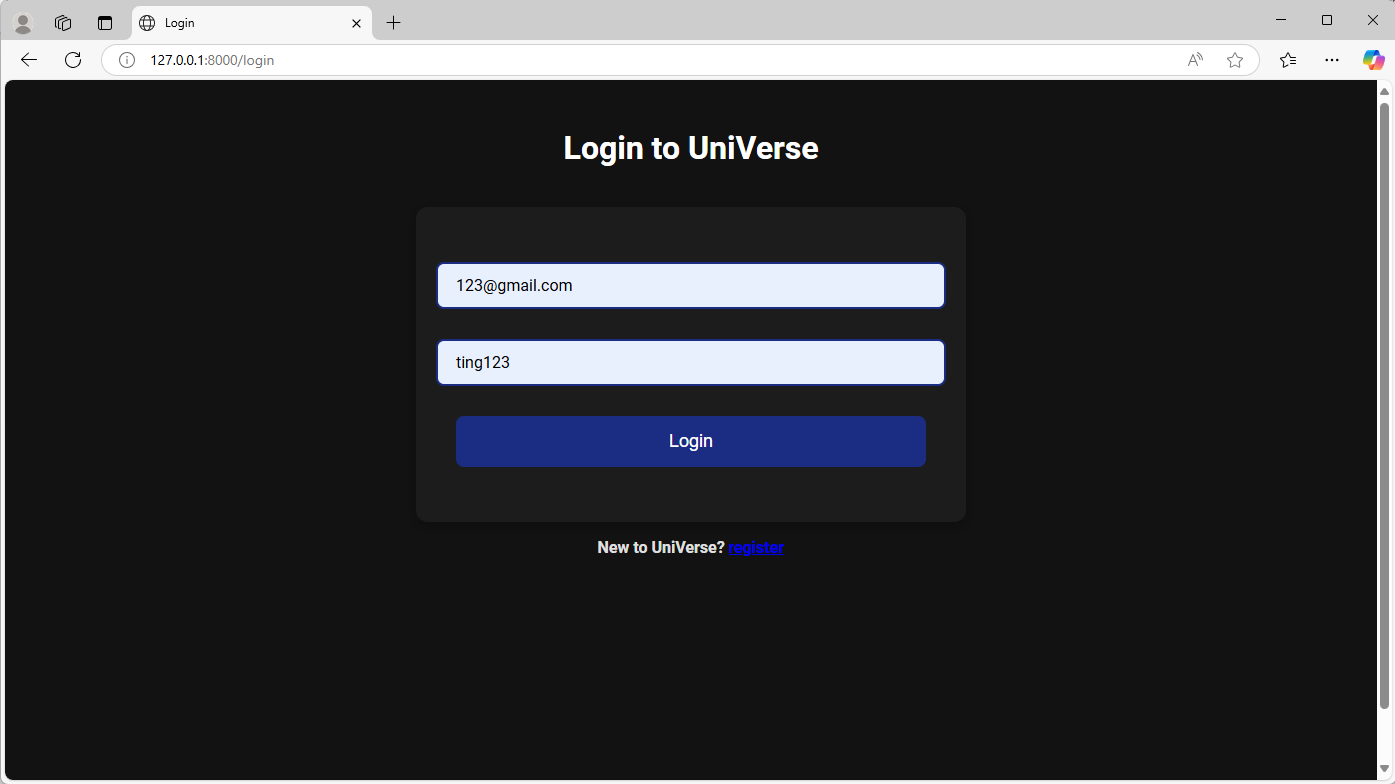 Login
127.0.0.1:8000/login
Login to UniVerse
123@gmail.com
ting123
Login
New to UniVerse? register